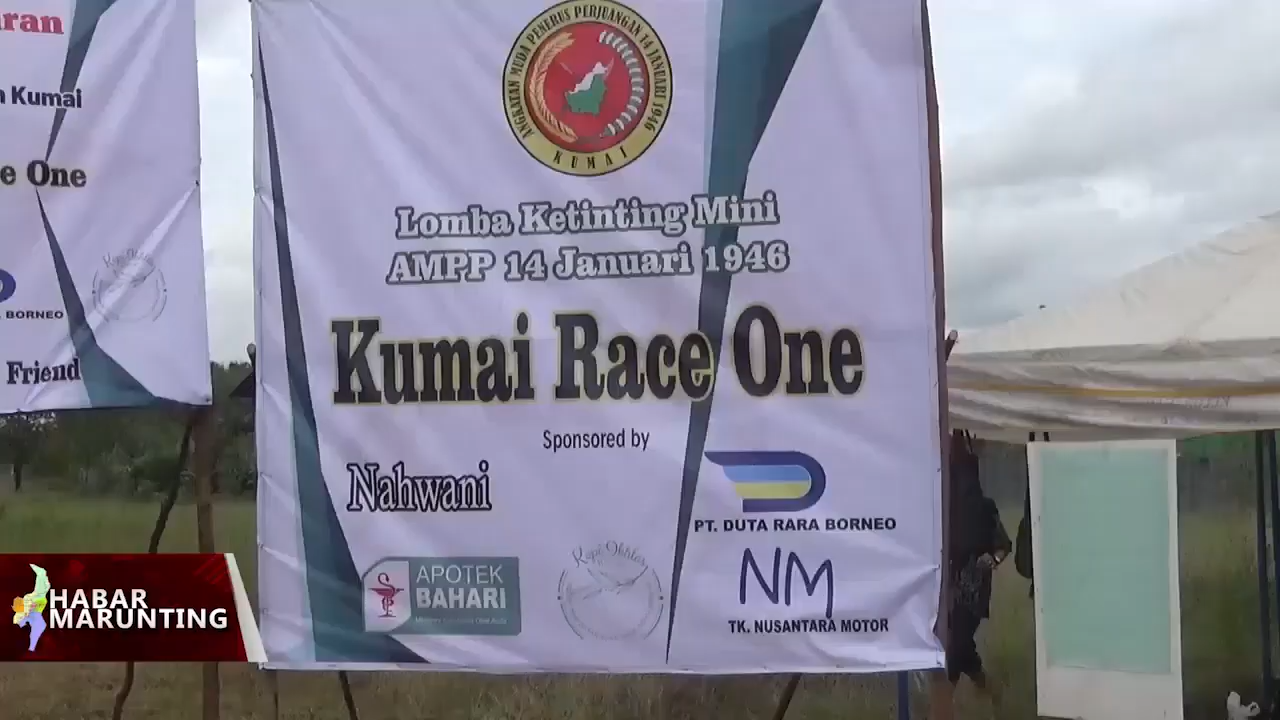 ran
n Kumai
e One
BORNEO
Friend
ANGKATAN MUDA PENERUS PERJUANGAN 14 JANUARI 1946
KUMAI
Lomba Ketinting Mini
AMPP 14 Januari 1946
Kumai Race One
Sponsored by
Nahwani
PT. DUTA RARA BORNEO
APOTEK
BAHARI
NM
TK. NUSANTARA MOTOR
HABAR
MARUNTING